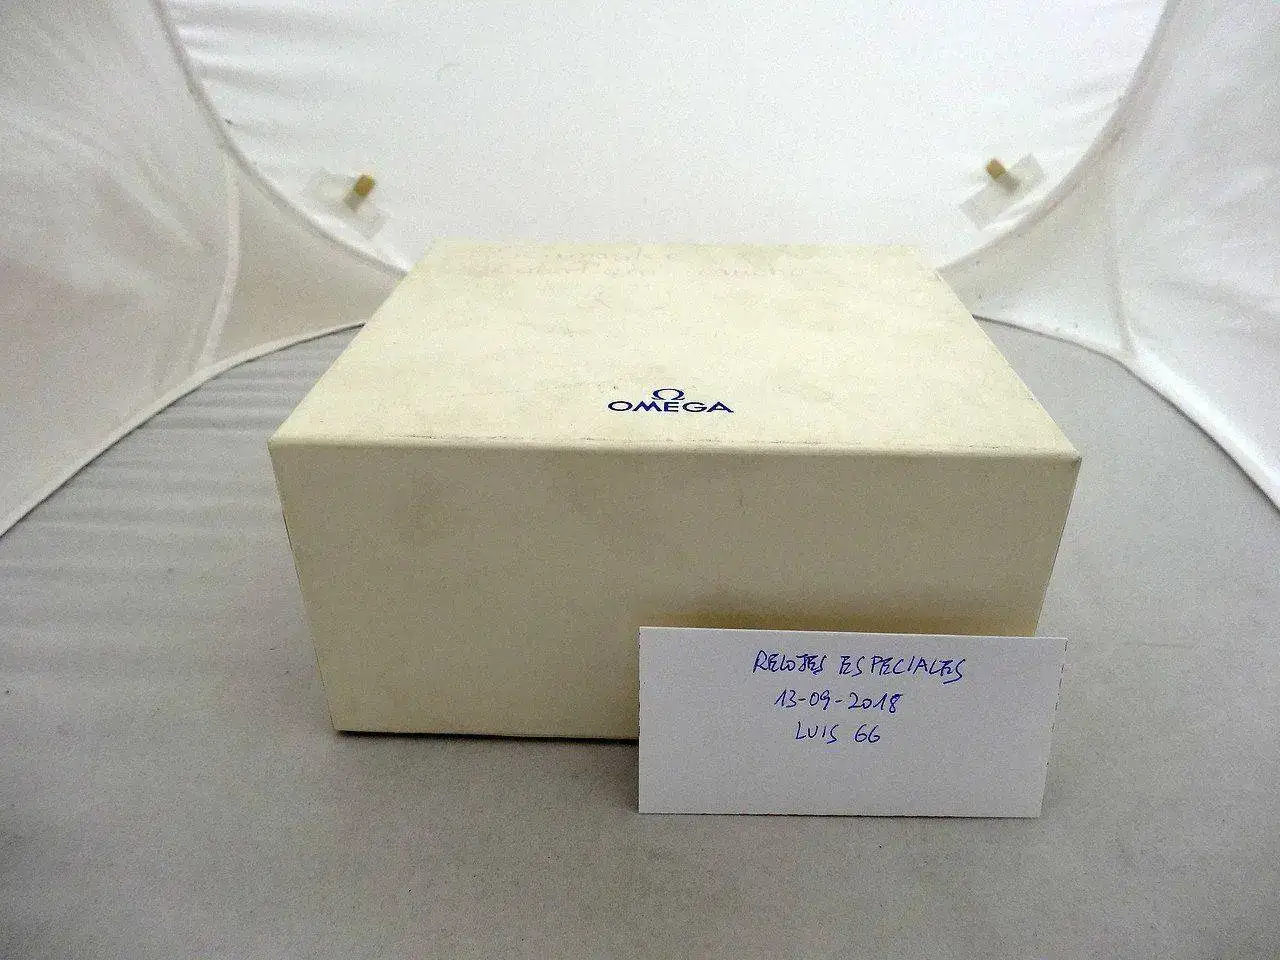 Ω
OMEGA
RELOJES ESPECIALES
13-09-2018
LUIS 66